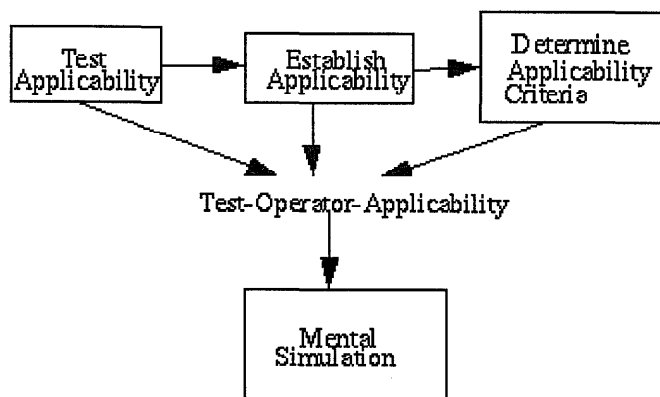 Test
Applicability
Establish
Applicability
Determine
Applicability
Criteria
Test-Operator-Applicability
Mental
Simulation